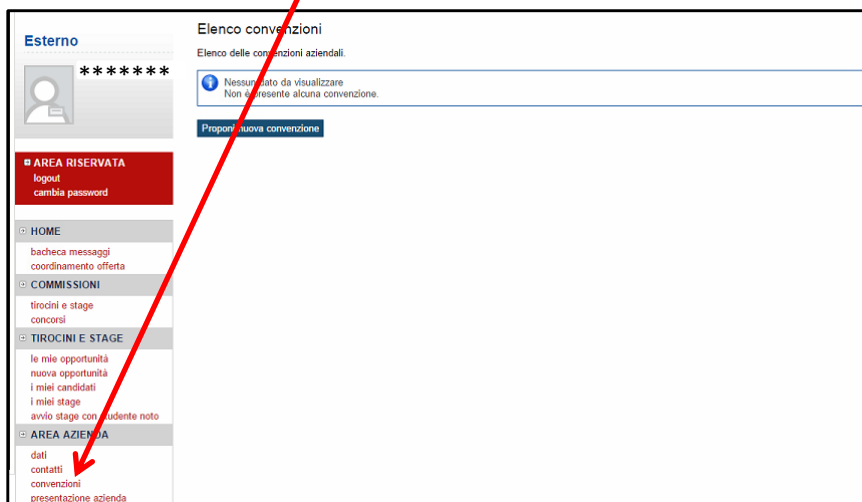 Esterno
*******
AREA RISERVATA
logout
cambia password
HOME
bacheca messaggi
coordinamento offerta
COMMISSIONI
tirocini e stage
concorsi
TIROCINI E STAGE
le mie opportunità
nuova opportunità
i miei candidati
i miei stage
avvio stage con studente noto
AREA AZIENDA
dati
contatti
convenzioni
presentazione azienda
Elenco convenzioni
Elenco delle convenzioni aziendali.
Nessun dato da visualizzare
Non è presente alcuna convenzione.
Proponi nuova convenzione